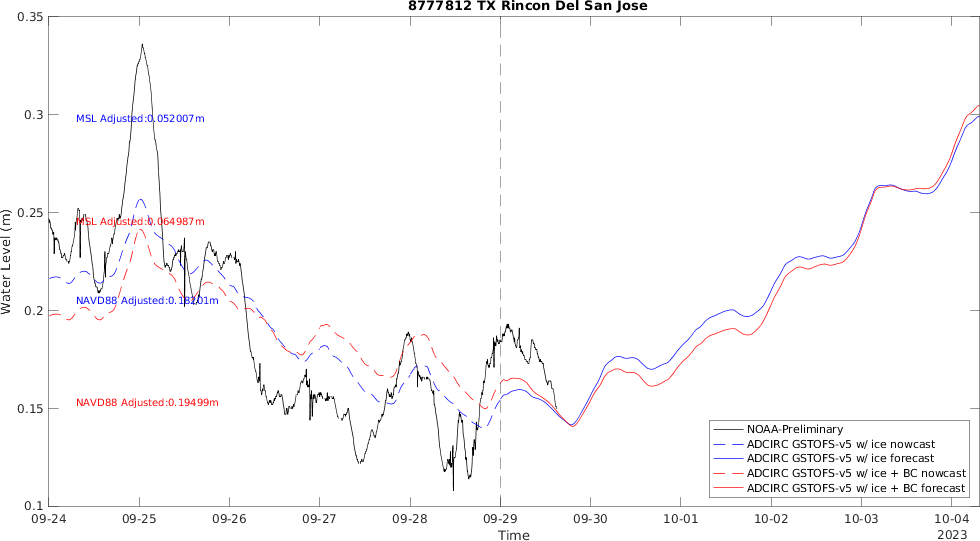 8777812 TX Rincon Del San Jose
0.35
0.3
0.25
0.2
0.15
0.1
Water Level (m)
MSL Adjusted:0.052007m
MSL Adjusted:0.064987m
NAVD88 Adjusted:0.18201m
NAVD88 Adjusted:0.19499m
NOAA-Preliminary
ADCIRC GSTOFS-v5 w/ ice nowcast
ADCIRC GSTOFS-v5 w/ ice forecast
ADCIRC GSTOFS-v5 w/ ice + BC nowcast
ADCIRC GSTOFS-v5 w/ ice + BC forecast
09-24 09-25 09-26 09-27 09-28 09-29 09-30 10-01 10-02 10-03 10-04
Time
2023